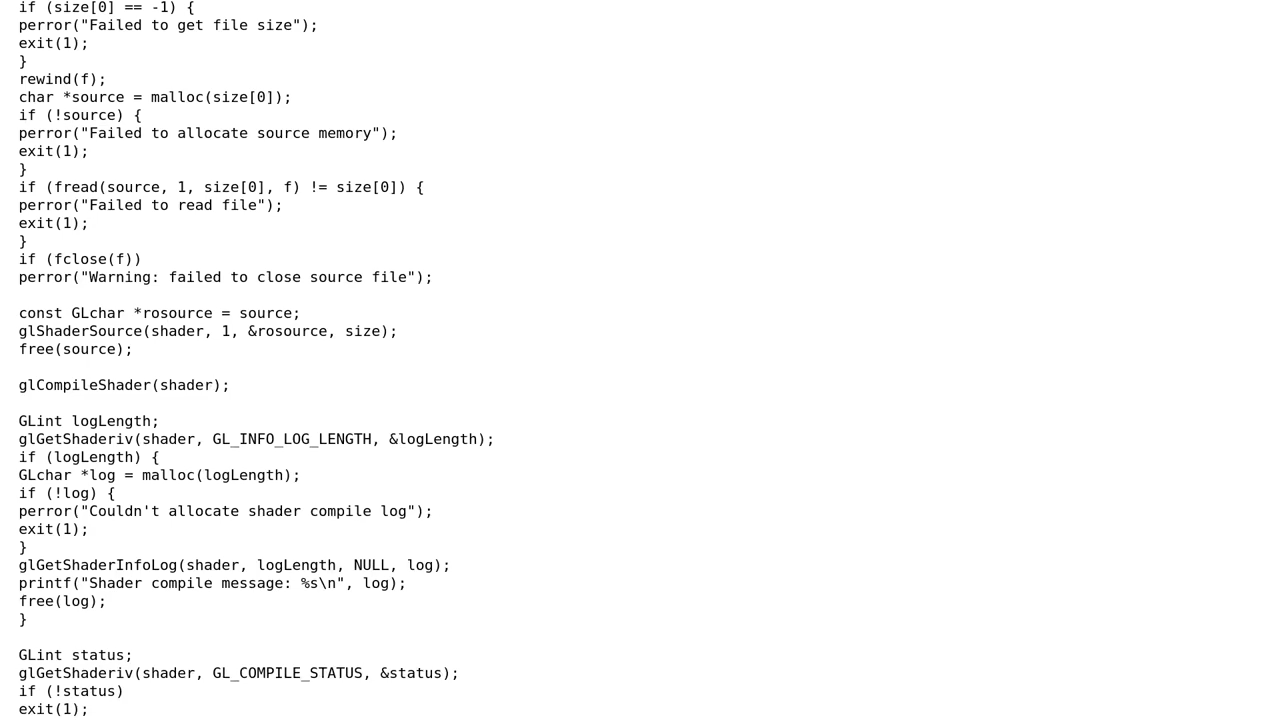 if (size[0] == -1) {
perror("Failed to get file size");
exit(1);
}
rewind(f);
char *source = malloc(size[0]);
if (!source) {
perror("Failed to allocate source memory");
exit(1);
}
if (fread(source, 1, size[0], f) != size[0]) {
perror("Failed to read file");
exit(1);
}
if (fclose(f))
perror("Warning: failed to close source file");

const GLchar *rosource = source;
glShaderSource(shader, 1, &rosource, size);
free(source);

glCompileShader(shader);

GLint logLength;
glGetShaderiv(shader, GL_INFO_LOG_LENGTH, &logLength);
if (logLength) {
GLchar *log = malloc(logLength);
if (!log) {
perror("Couldn't allocate shader compile log");
exit(1);
}
glGetShaderInfoLog(shader, logLength, NULL, log);
printf("Shader compile message: %s\n", log);
free(log);
}

GLint status;
glGetShaderiv(shader, GL_COMPILE_STATUS, &status);
if (!status)
exit(1);